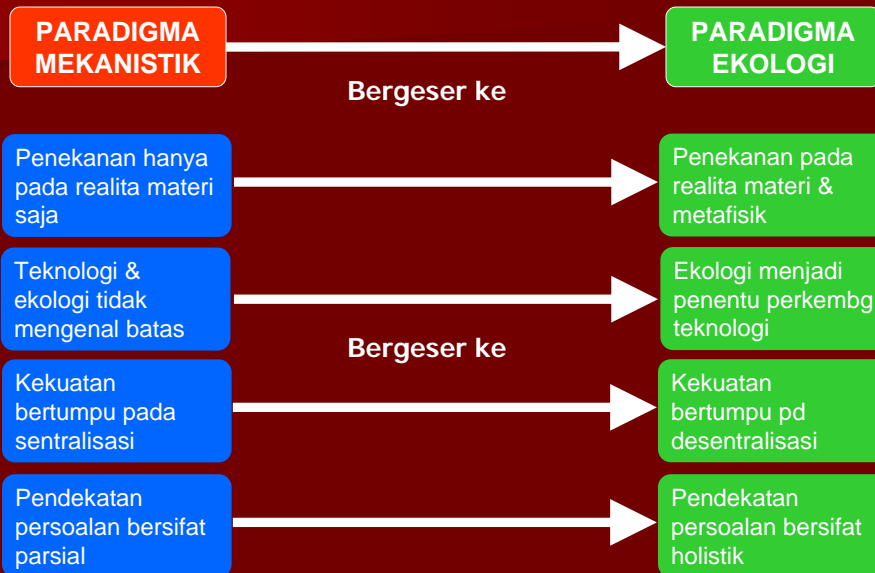 PARADIGMA
MEKANISTIK
PARADIGMA
EKOLOGI
Bergeser ke
Penekanan hanya
pada realita materi
saja
Penekanan pada
realita materi &
metafisik
Teknologi &
ekologi tidak
mengenal batas
Ekologi menjadi
penentu perkembg
teknologi
Bergeser ke
Kekuatan
bertumpu pada
sentralisasi
Kekuatan
bertumpu pd
desentralisasi
Pendekatan
persoalan bersifat
parsial
Pendekatan
persoalan bersifat
holistik